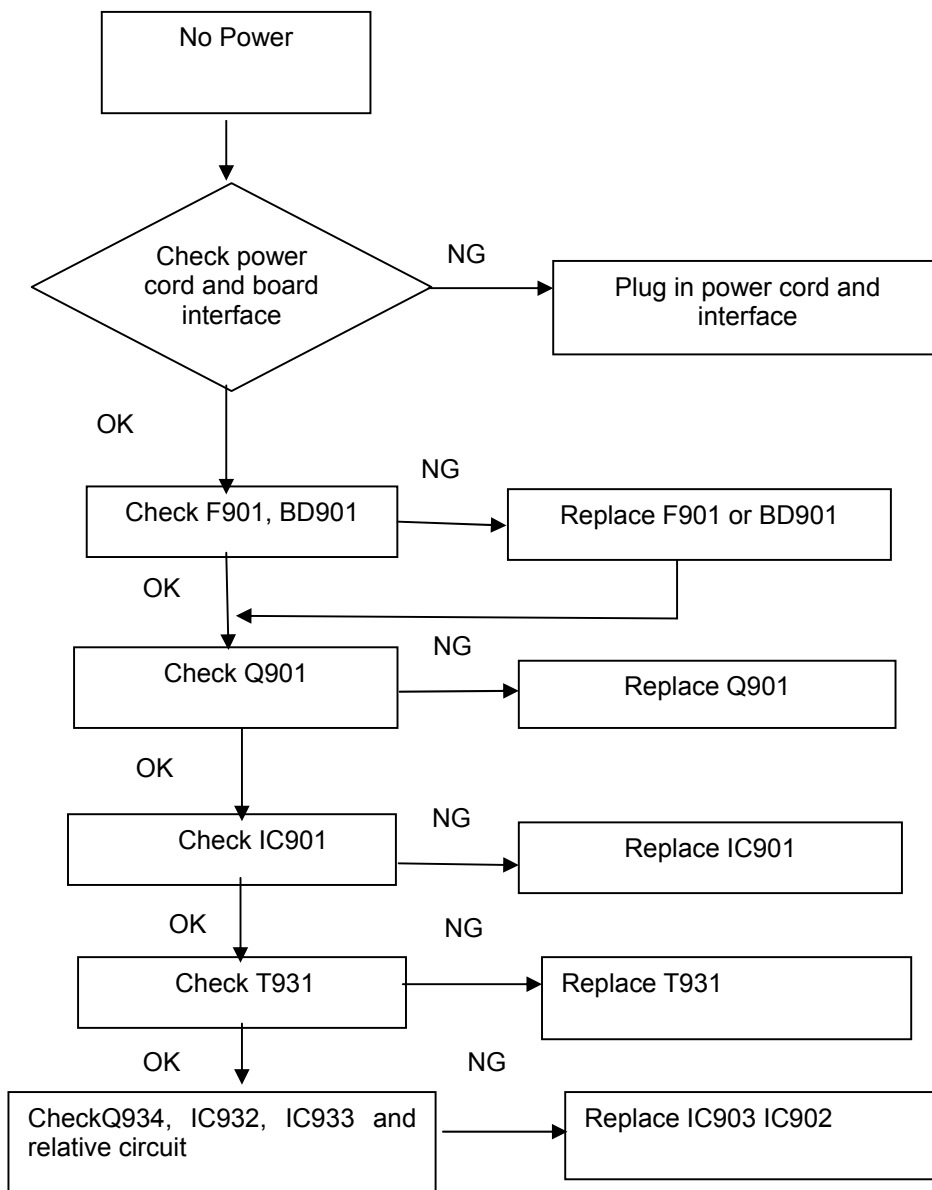 No Power
Check power
cord and board
interface
NG
Plug in power cord and
interface
OK
Check F901, BD901
NG
Replace F901 or BD901
OK
Check Q901
NG
Replace Q901
OK
Check IC901
NG
Replace IC901
OK
Check T931
NG
Replace T931
OK
CheckQ934, IC932, IC933 and
relative circuit
NG
Replace IC903 IC902